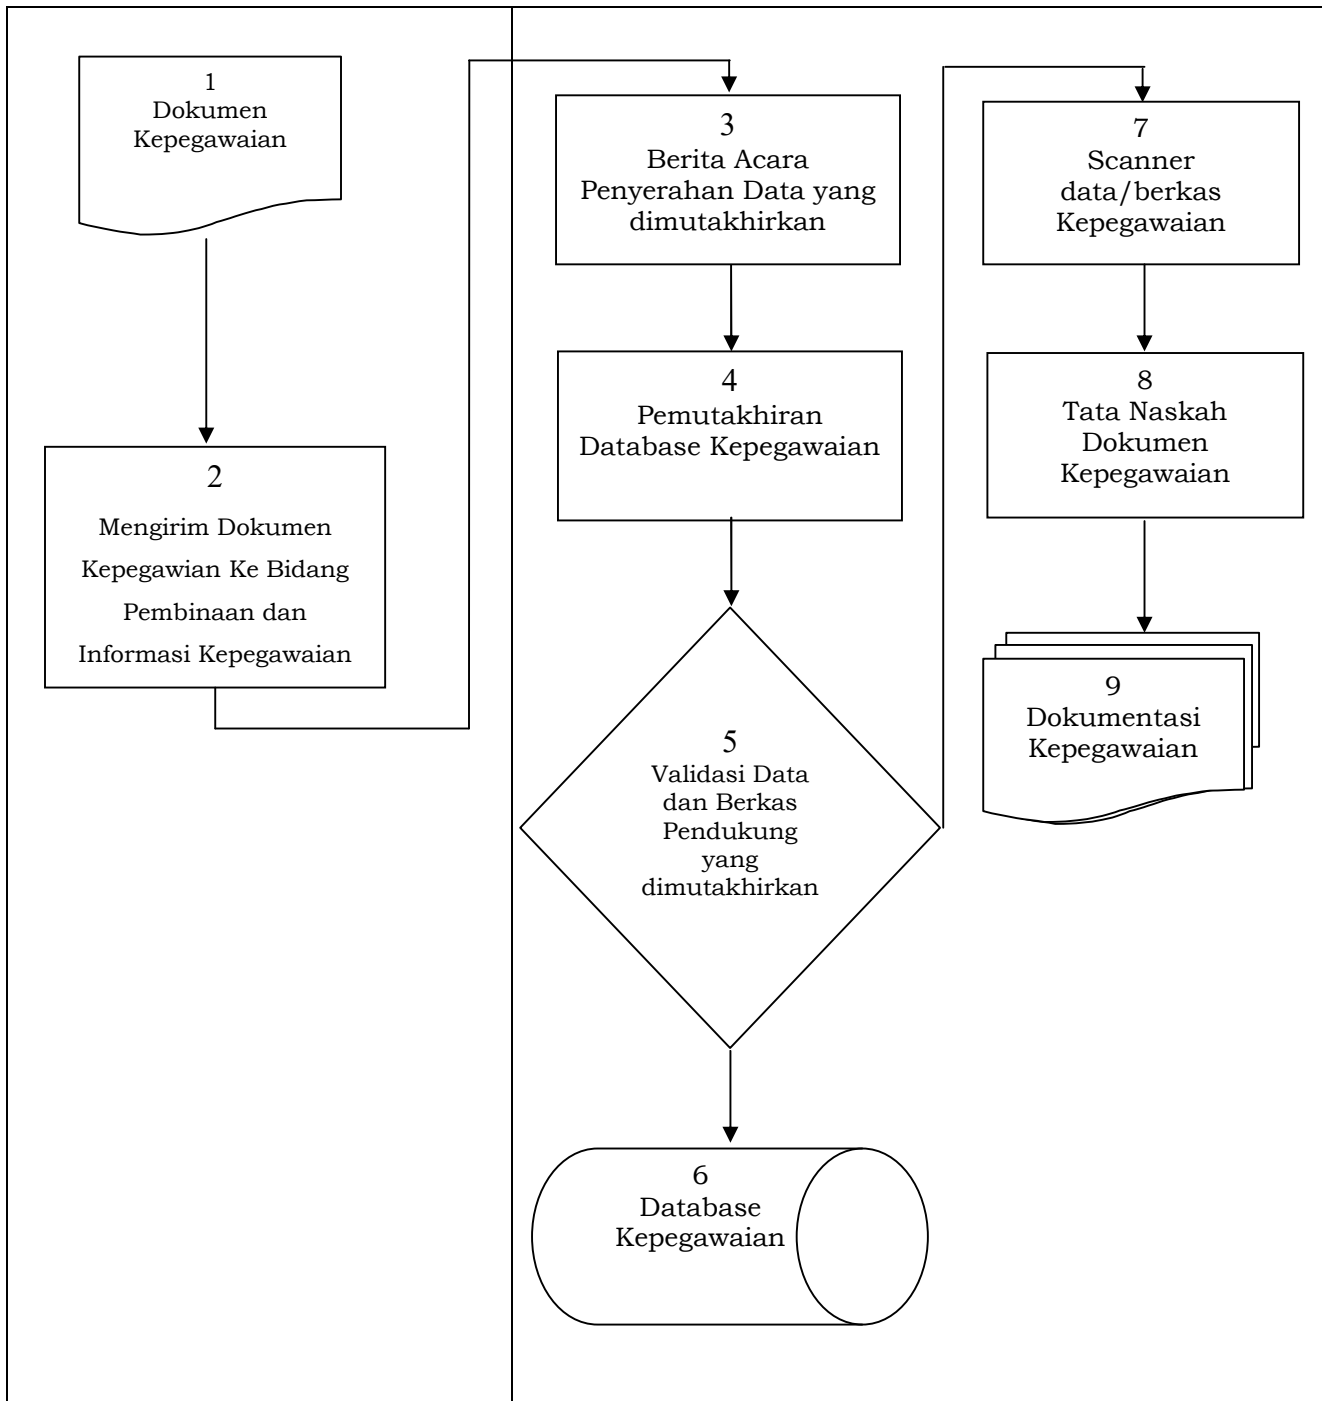 1
Dokumen
Kepegawaian
2
Mengirim Dokumen
Kepegawian Ke Bidang
Pembinaan dan
Informasi Kepegawaian
3
Berita Acara
Penyerahan Data yang
dimutakhirkan
4
Pemutakhiran
Database Kepegawaian
5
Validasi Data
dan Berkas
Pendukung
yang
dimutakhirkan
6
Database
Kepegawaian
7
Scanner
data/berkas
Kepegawaian
8
Tata Naskah
Dokumen
Kepegawaian
9
Dokumentasi
Kepegawaian